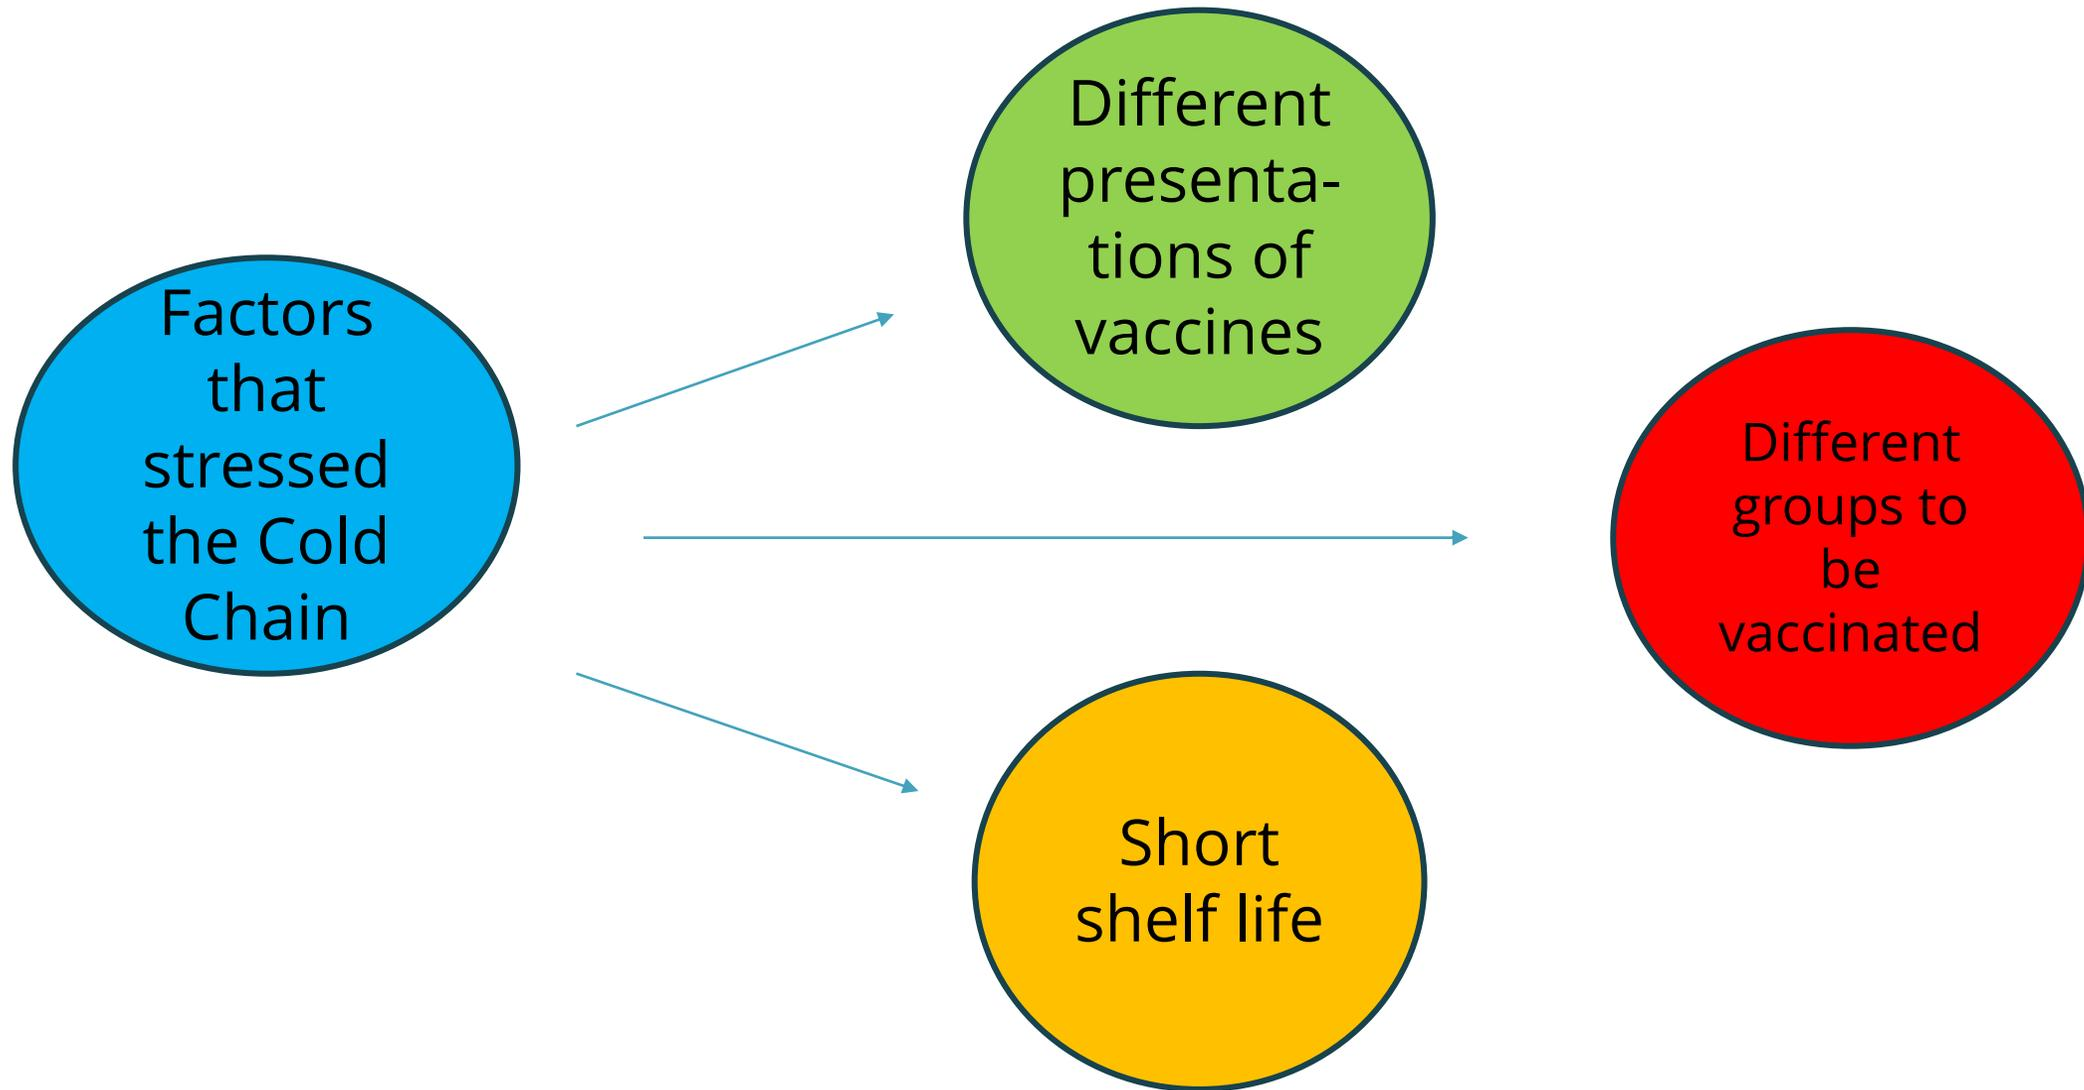 Factors
that
stressed
the Cold
Chain
Different
presenta-
tions of
vaccines
Different
groups to
be
vaccinated
Short
shelf life